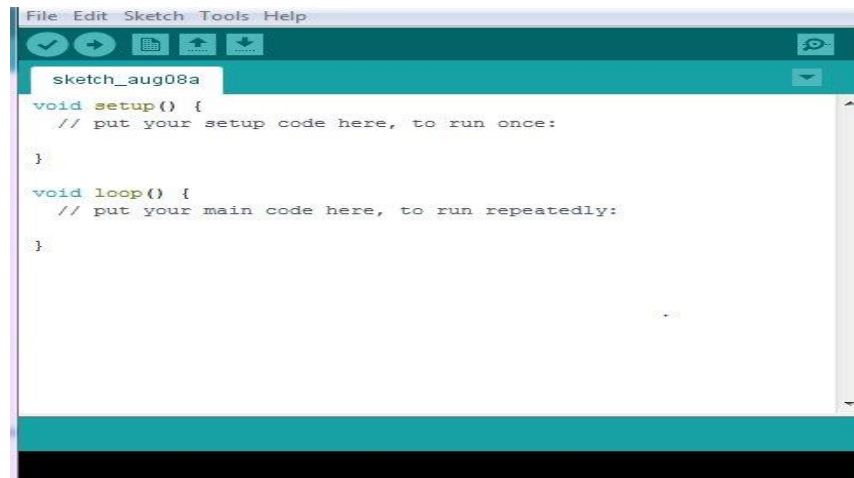 File Edit Sketch Tools Help
sketch_aug08a
void setup() {
// put your setup code here, to run once:
}
void loop() {
// put your main code here, to run repeatedly:
}